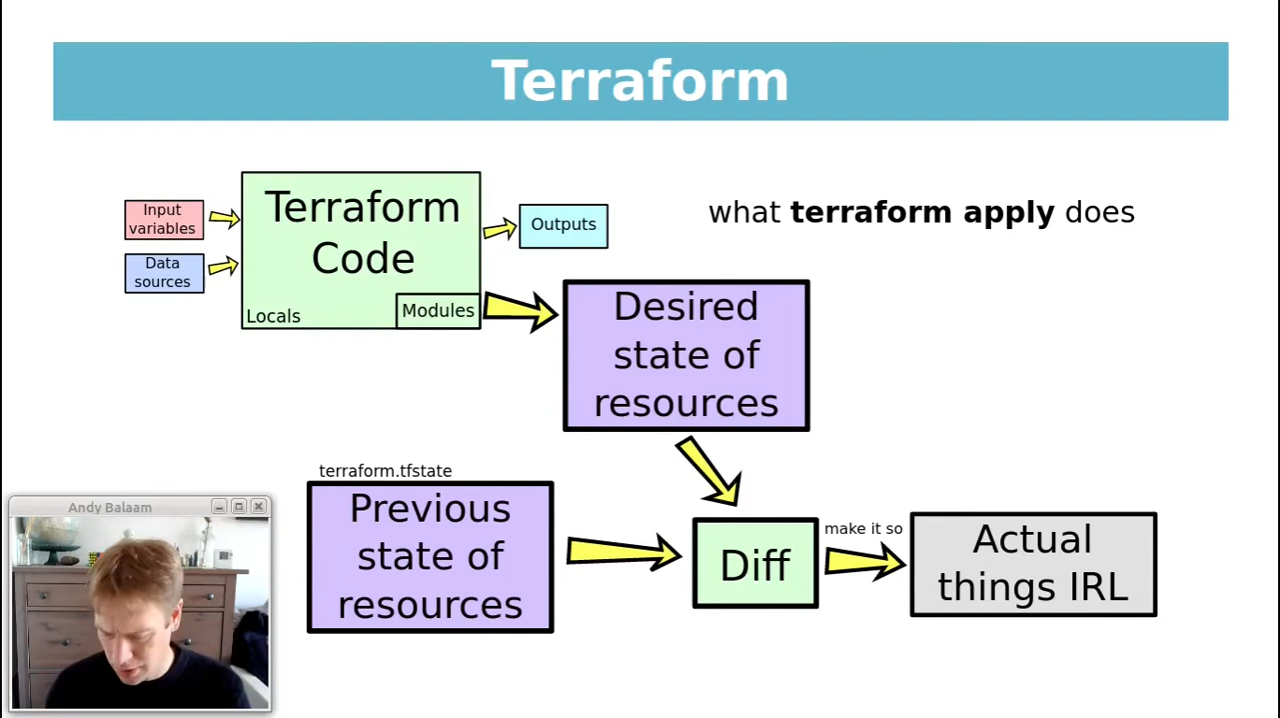 Terraform
Input
variables
Data
sources
Terraform
Code
Locals
Modules
Outputs
what terraform apply does
Desired
state of
resources
terraform.tfstate
Previous
state of
resources
Diff
make it so
Actual
things IRL
Andy Balaam